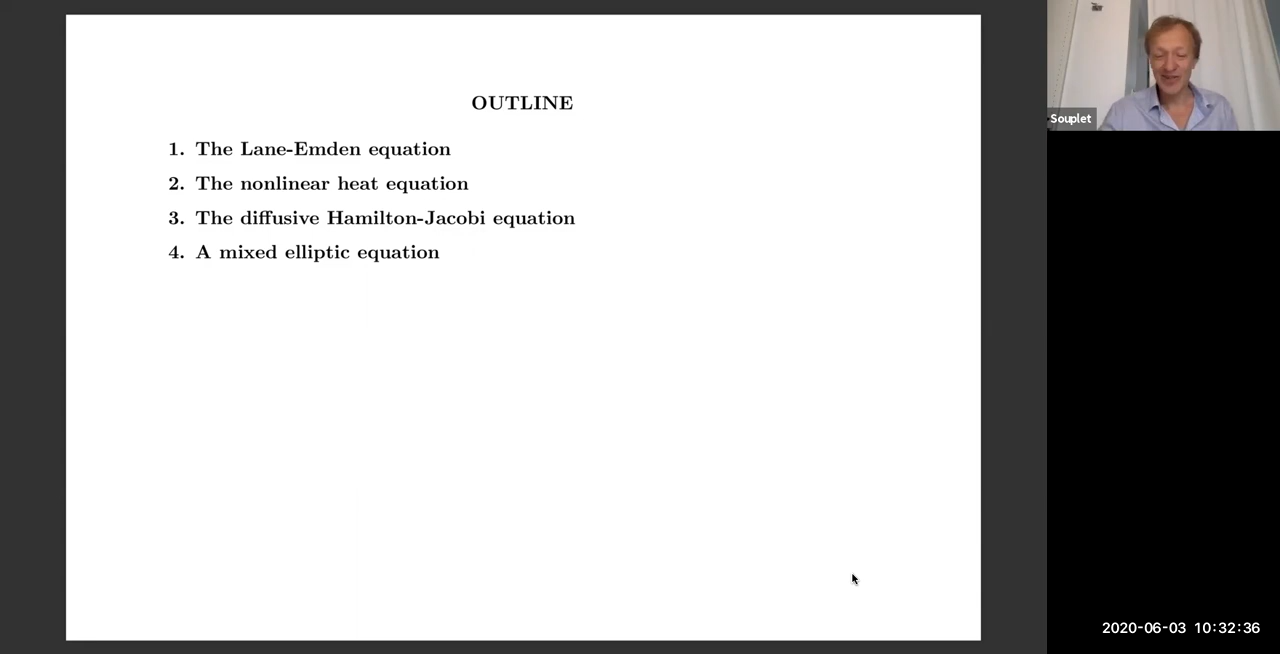 OUTLINE
1. The Lane-Emden equation
2. The nonlinear heat equation
3. The diffusive Hamilton-Jacobi equation
4. A mixed elliptic equation
Souplet
2020-06-03 10:32:36